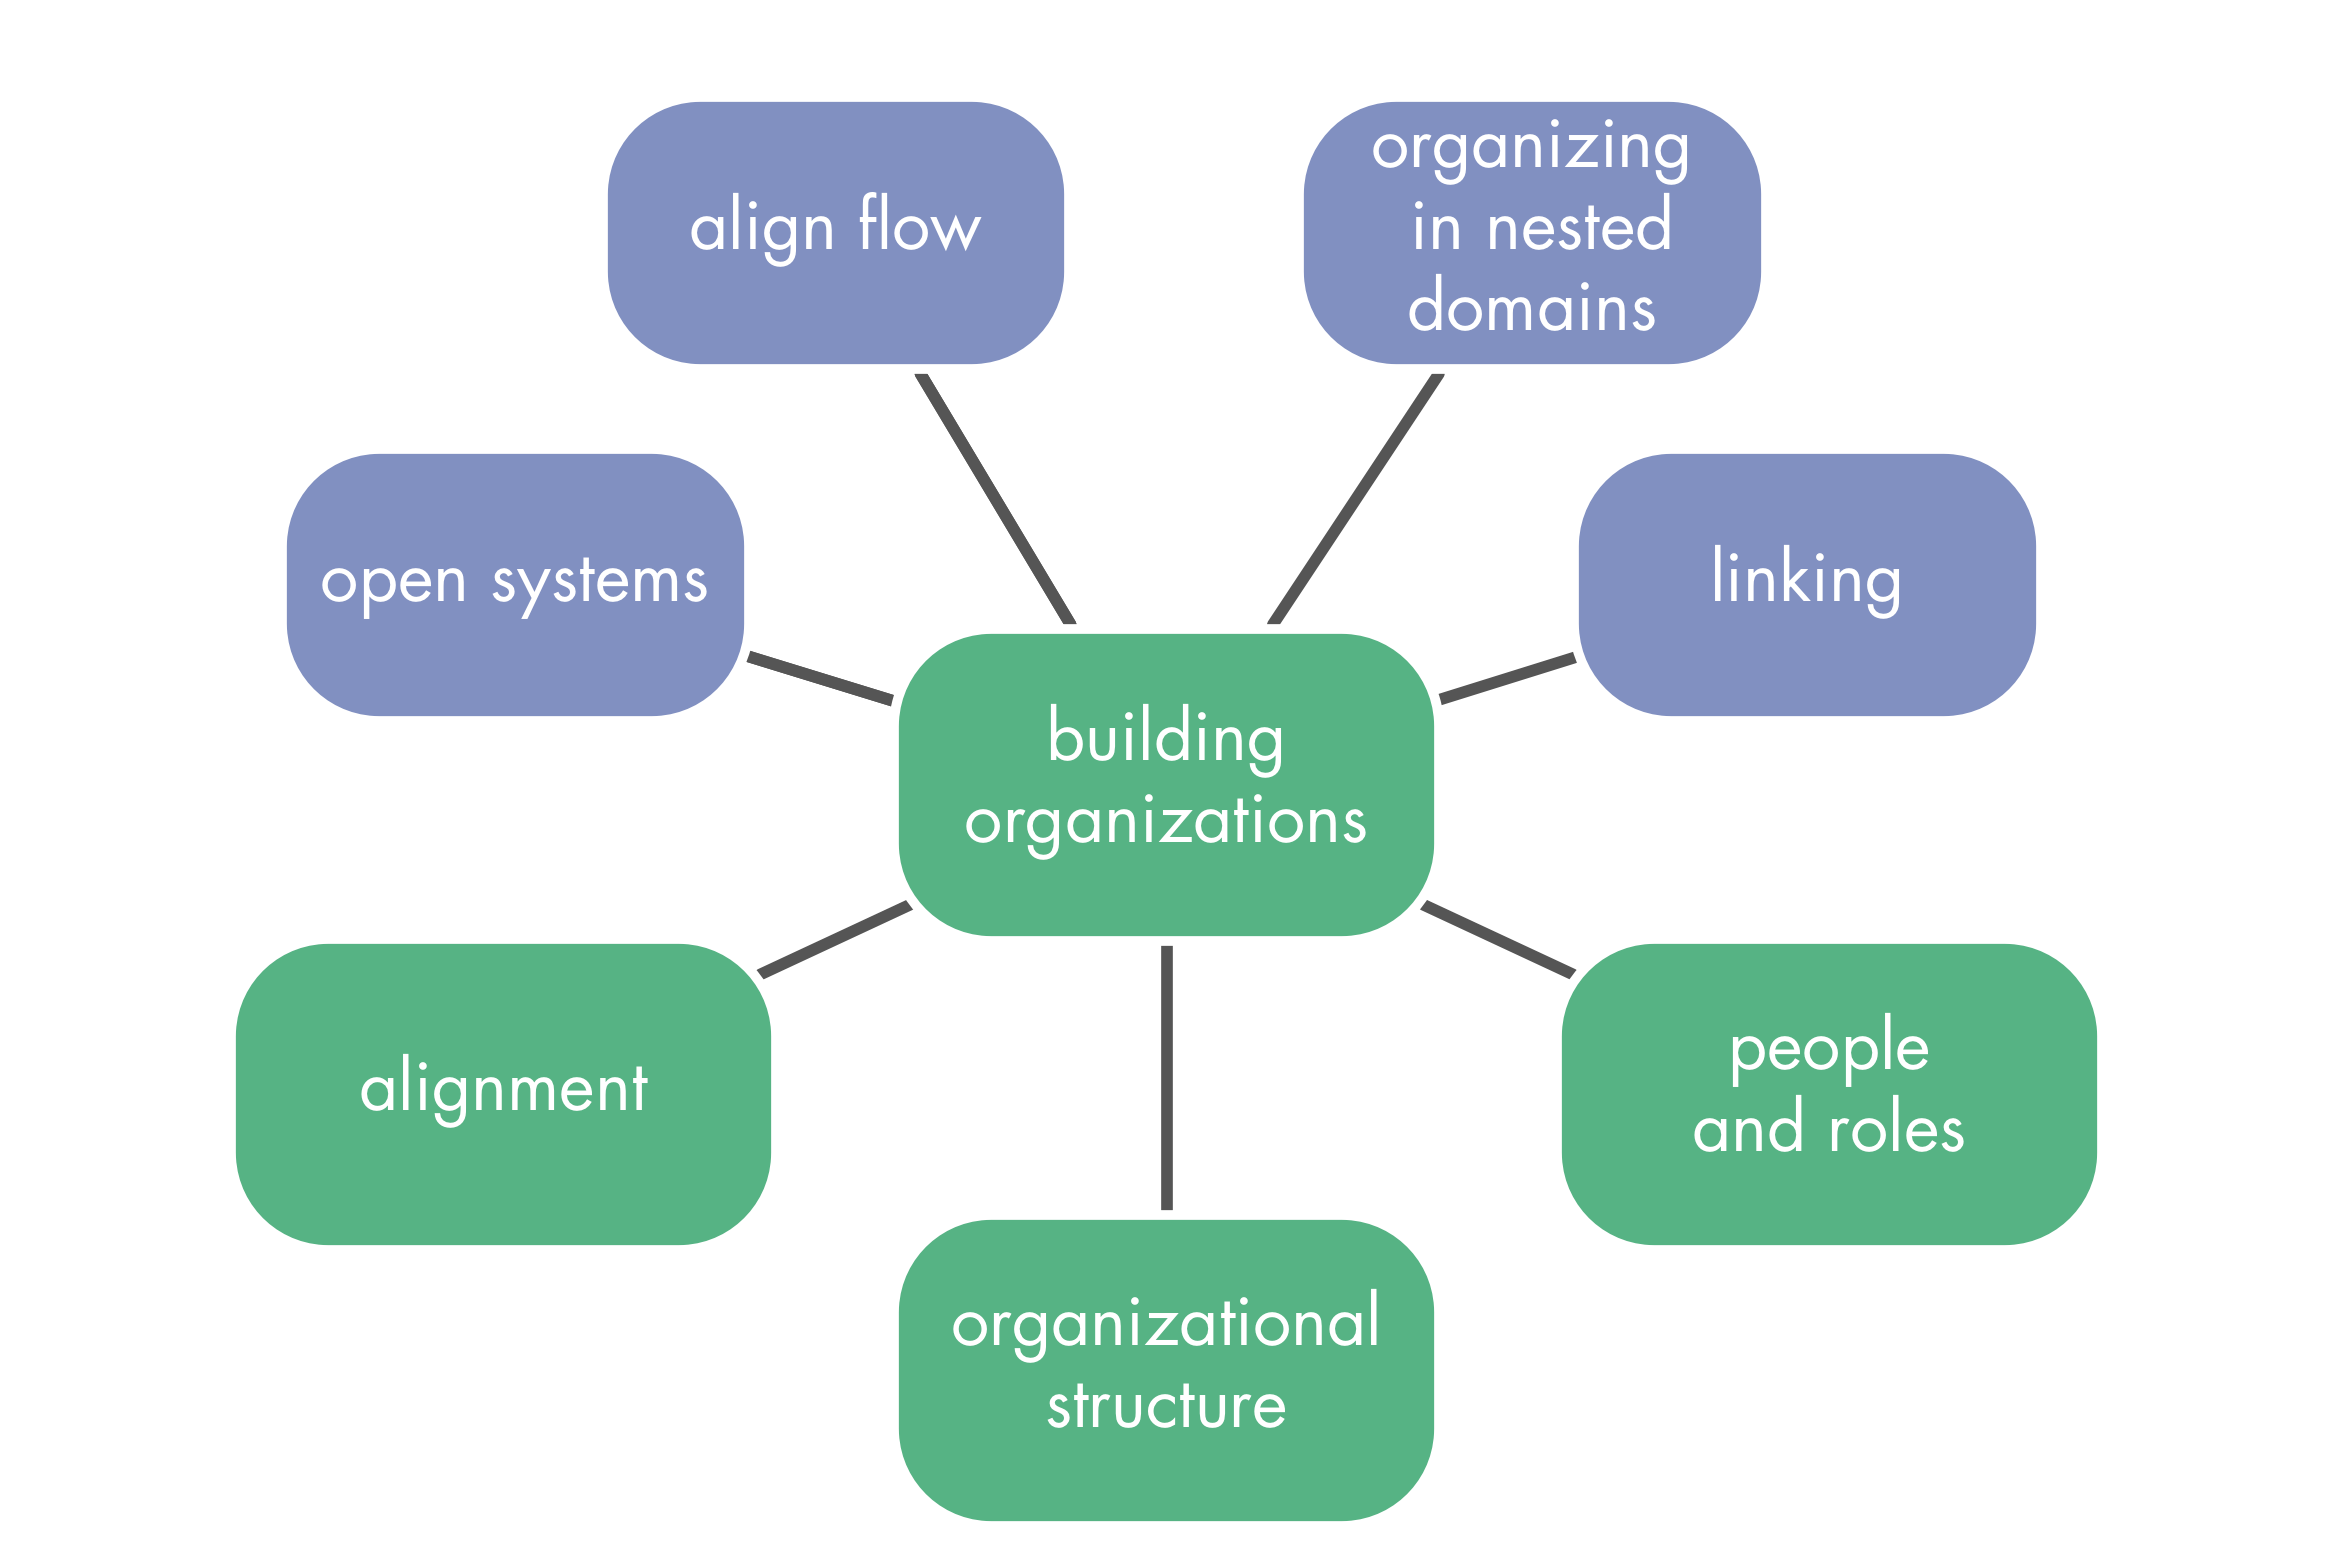 align flow
organizing
in nested
domains
open systems
linking
building
organizations
alignment
people
and roles
organizational
structure